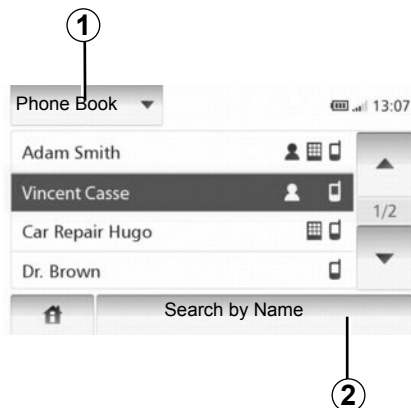 1
Phone Book 13:07
Adam Smith
Vincent Casse
1/2
Car Repair Hugo
Dr. Brown
Search by Name
2